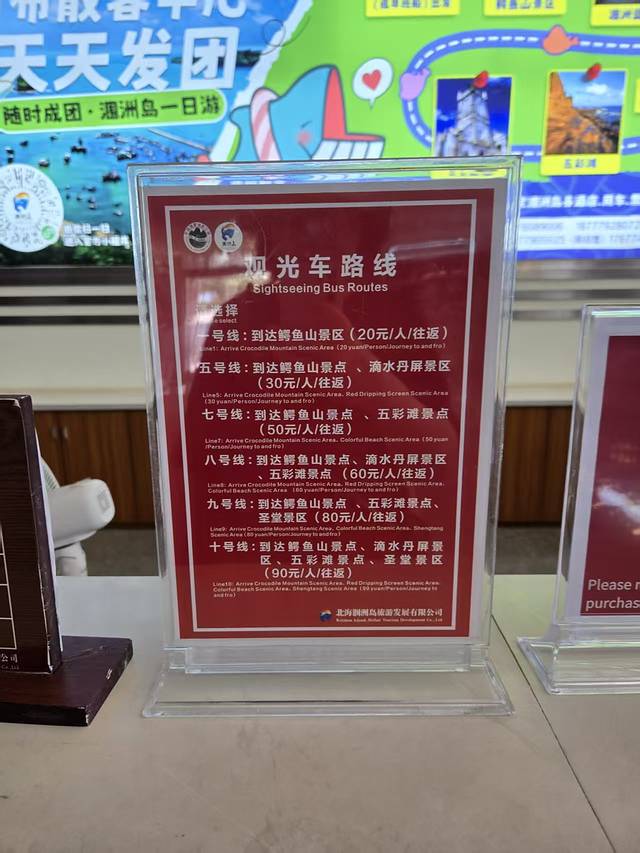 天天发团
随时成团·涠洲岛一日游
五彩滩
观光车路线
Sightseeing Bus Routes
请选择
一号线：到达鳄鱼山景区（20元/人/往返）
Line1: Arrive Crocodile Mountain Scenic Area (20 yuan/Person/Journey to and fro)
五号线：到达鳄鱼山景点 、滴水丹屏景区
（30元/人/往返）
Line5: Arrive Crocodile Mountain Scenic Area、Red Dripping Screen Scenic Area
(30 yuan/Person/Journey to and fro)
七号线：到达鳄鱼山景点 、五彩滩景点
（50元/人/往返）
Line7: Arrive Crocodile Mountain Scenic Area、Colorful Beach Scenic Area (50 yuan
/Person/Journey to and fro)
八号线：到达鳄鱼山景点、滴水丹屏景区
、五彩滩景点 （60元/人/往返）
Line8: Arrive Crocodile Mountain Scenic Area、Red Dripping Screen Scenic Area、
Colorful Beach Scenic Area (60 yuan/Person/Journey to and fro)
九号线：到达鳄鱼山景点 、五彩滩景点、
圣堂景区（80元/人/往返）
Line9: Arrive Crocodile Mountain Scenic Area、Colorful Beach Scenic Area、Shengtang
Scenic Area (80 yuan/Person/Journey to and fro)
十号线：到达鳄鱼山景点、滴水丹屏景
区、五彩滩景点、圣堂景区
（90元/人/往返）
Line10: Arrive Crocodile Mountain Scenic Area、Red Dripping Screen Scenic Area、
Colorful Beach Scenic Area、Shengtang Scenic Area (90 yuan/Person/Journey to
and fro)
北海涠洲岛旅游发展有限公司
Weizhou Island ,Beihai Tourism Development Co., Ltd
Please
purchas
公司